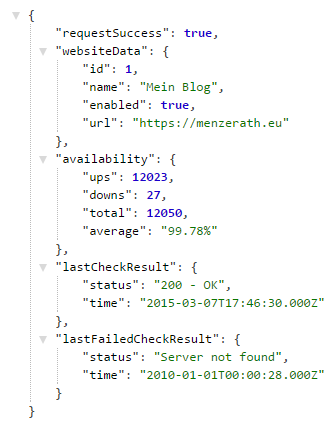 {
"requestSuccess": true,
"websiteData": {
"id": 1,
"name": "Mein Blog",
"enabled": true,
"url": "https://menzerath.eu"
},
"availability": {
"ups": 12023,
"downs": 27,
"total": 12050,
"average": "99.78%"
},
"lastCheckResult": {
"status": "200 - OK",
"time": "2015-03-07T17:46:30.000Z"
},
"lastFailedCheckResult": {
"status": "Server not found",
"time": "2010-01-01T00:00:28.000Z"
}
}